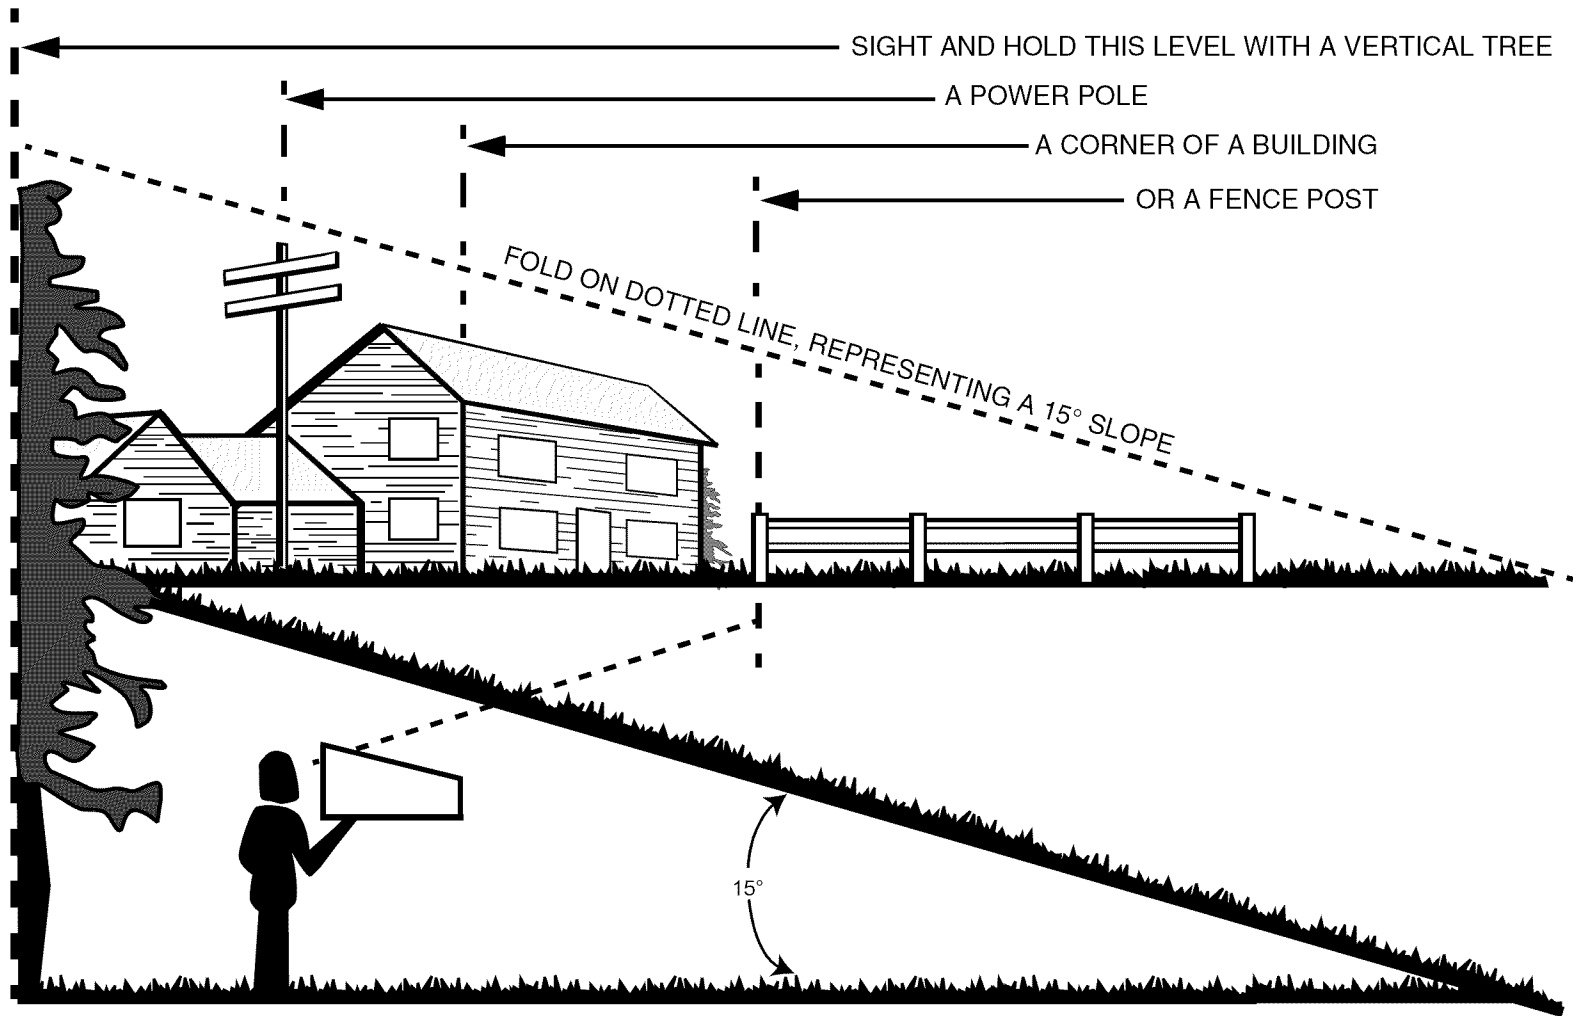 SIGHT AND HOLD THIS LEVEL WITH A VERTICAL TREE
A POWER POLE
A CORNER OF A BUILDING
OR A FENCE POST
FOLD ON DOTTED LINE, REPRESENTING A 15° SLOPE
15°